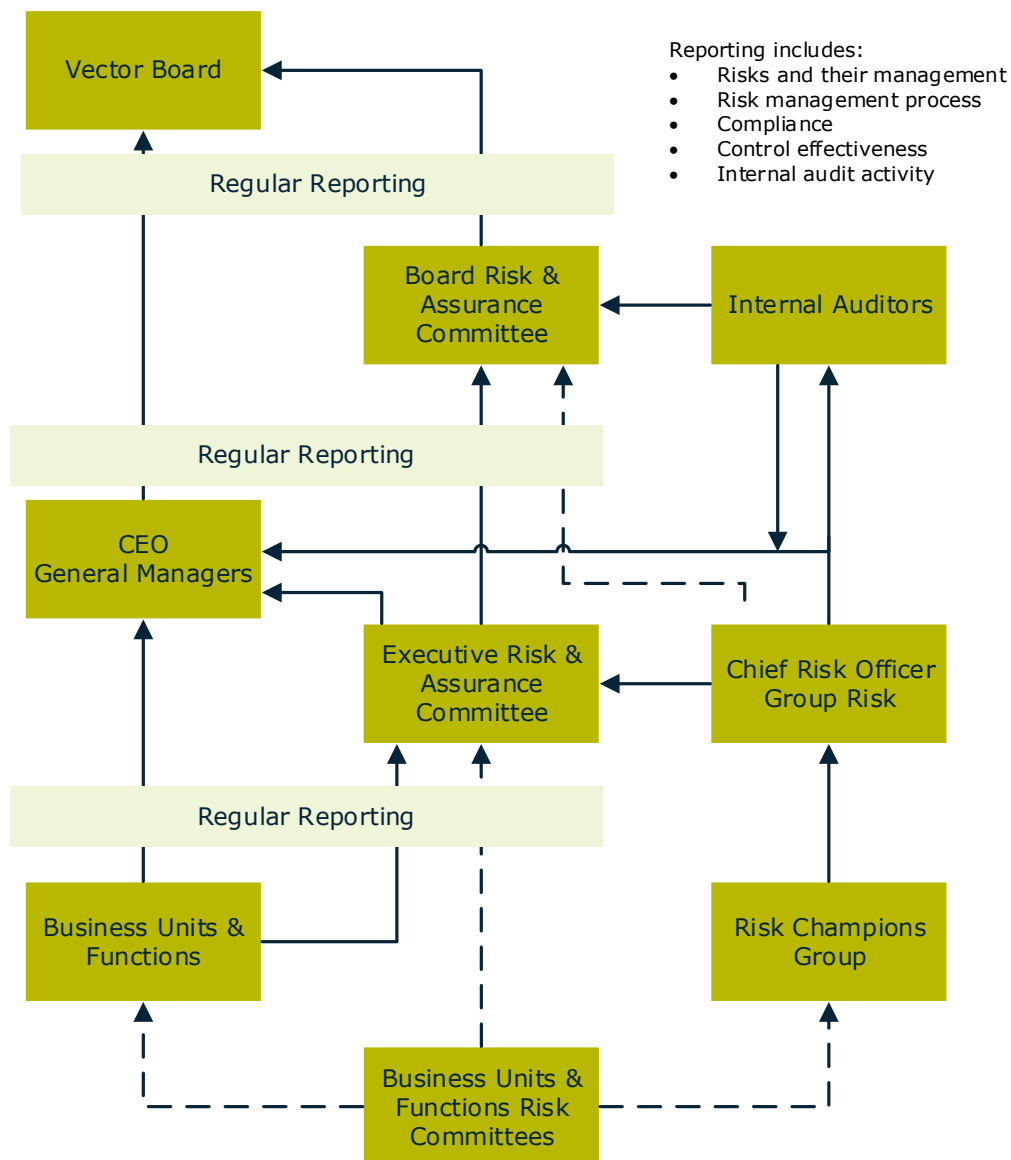 Vector Board
Reporting includes:
• Risks and their management
• Risk management process
• Compliance
• Control effectiveness
• Internal audit activity
Regular Reporting
Board Risk &
Assurance
Committee
Internal Auditors
Regular Reporting
CEO
General Managers
Executive Risk &
Assurance
Committee
Chief Risk Officer
Group Risk
Regular Reporting
Business Units &
Functions
Risk Champions
Group
Business Units &
Functions Risk
Committees